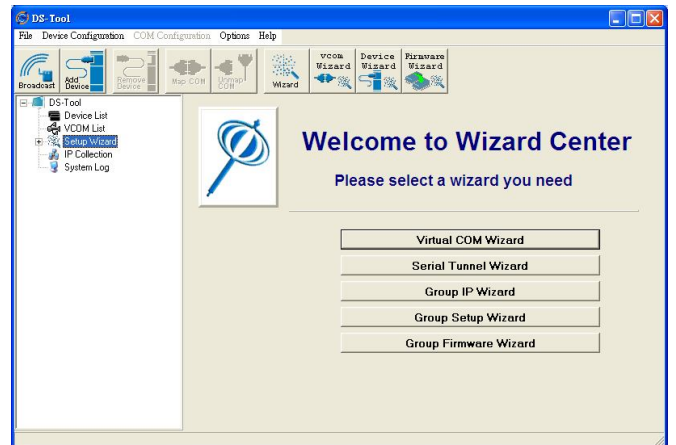 DS-Tool
File Device Configuration COM Configuration Options Help
Broadcast
Add Device
Remove Device
Map COM
Unmap COM
Wizard
VCOM Wizard
Device Wizard
Firmware Wizard
DS-Tool
Device List
VCOM List
Setup Wizard
IP Collection
System Log
Welcome to Wizard Center
Please select a wizard you need
Virtual COM Wizard
Serial Tunnel Wizard
Group IP Wizard
Group Setup Wizard
Group Firmware Wizard